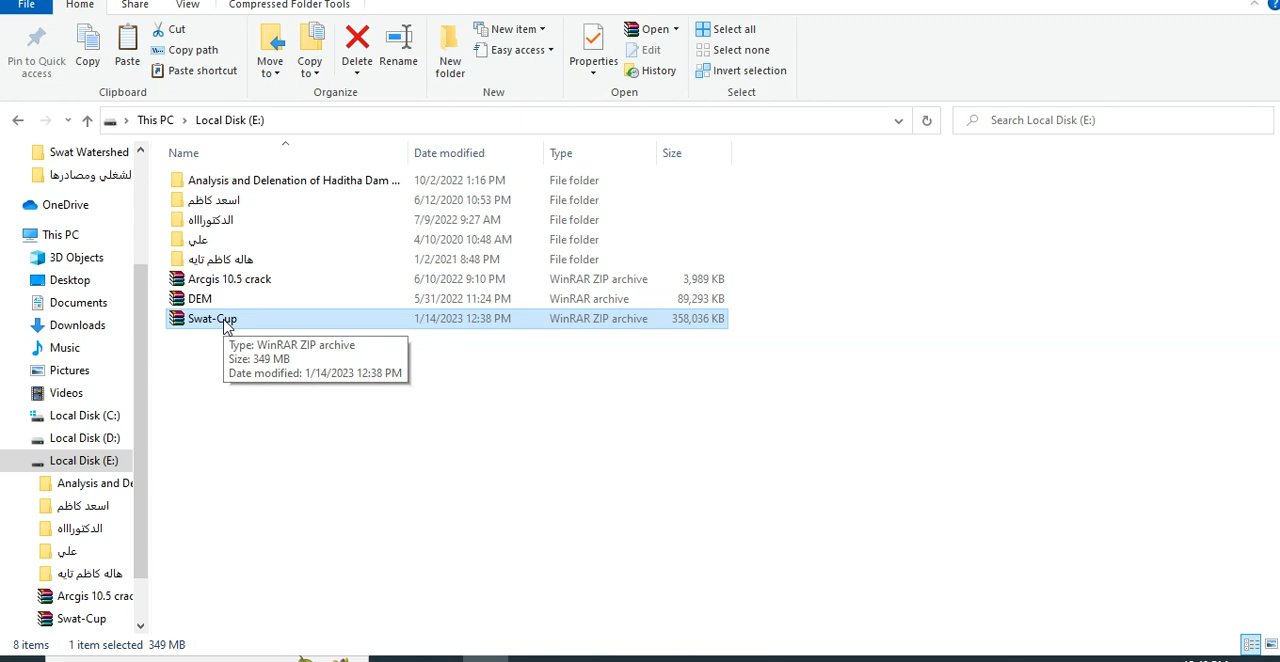 File Home Share View Compressed Folder Tools
Pin to Quick access
Copy
Paste
Cut
Copy path
Paste shortcut
Clipboard
Move to
Copy to
Delete
Rename
Organize
New folder
New item
Easy access
New
Properties
Open
Edit
History
Open
Select all
Select none
Invert selection
Select
This PC > Local Disk (E:)
Search Local Disk (E:)
Swat Watershed
لشغلي ومصادرها
OneDrive
This PC
3D Objects
Desktop
Documents
Downloads
Music
Pictures
Videos
Local Disk (C:)
Local Disk (D:)
Local Disk (E:)
Analysis and De
اسعد كاظم
الدكتوراااه
علي
هاله كاظم تايه
Arcgis 10.5 crac
Swat-Cup
Name Date modified Type Size
Analysis and Delenation of Haditha Dam ... 10/2/2022 1:16 PM File folder
اسعد كاظم 6/12/2020 10:53 PM File folder
الدكتوراااه 7/9/2022 9:27 AM File folder
علي 4/10/2020 10:48 AM File folder
هاله كاظم تايه 1/2/2021 8:48 PM File folder
Arcgis 10.5 crack 6/10/2022 9:10 PM WinRAR ZIP archive 3,989 KB
DEM 5/31/2022 11:24 PM WinRAR archive 89,293 KB
Swat-Cup 1/14/2023 12:38 PM WinRAR ZIP archive 358,036 KB
Type: WinRAR ZIP archive
Size: 349 MB
Date modified: 1/14/2023 12:38 PM
8 items 1 item selected 349 MB